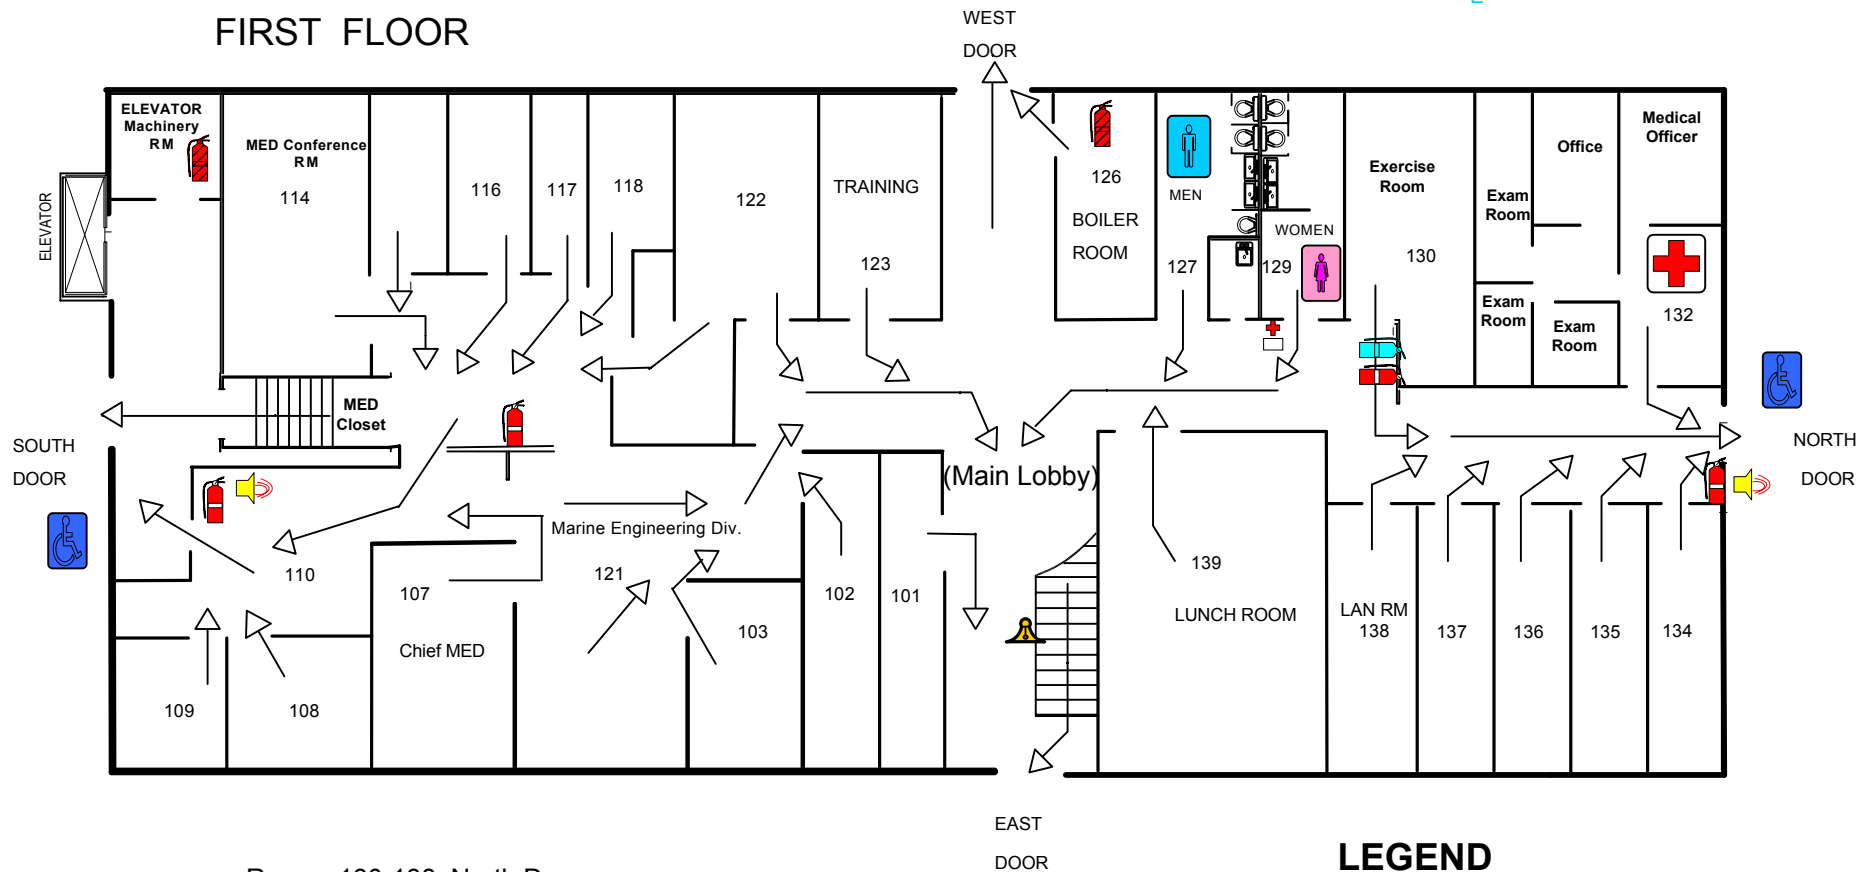 FIRST FLOOR
WEST
DOOR
ELEVATOR
Machinery
RM
MED Conference
RM
114
116
117
118
122
TRAINING
123
126
BOILER
ROOM
MEN
127
WOMEN
129
Exercise
Room
130
Exam
Room
Office
Medical
Officer
Exam
Room
Exam
Room
132
ELEVATOR
MED
Closet
SOUTH
DOOR
NORTH
DOOR
(Main Lobby)
Marine Engineering Div.
110
107
Chief MED
121
103
102
101
139
LUNCH ROOM
LAN RM
138
137
136
135
134
109
108
EAST
DOOR
LEGEND